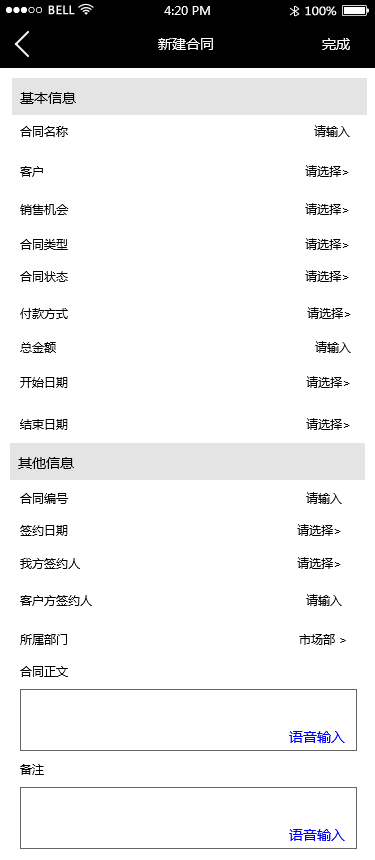 BELL 4:20 PM 100%
新建合同 完成
基本信息
合同名称 请输入
客户 请选择>
销售机会 请选择>
合同类型 请选择>
合同状态 请选择>
付款方式 请选择>
总金额 请输入
开始日期 请选择>
结束日期 请选择>
其他信息
合同编号 请输入
签约日期 请选择>
我方签约人 请选择>
客户方签约人 请输入
所属部门 市场部 >
合同正文
语音输入
备注
语音输入